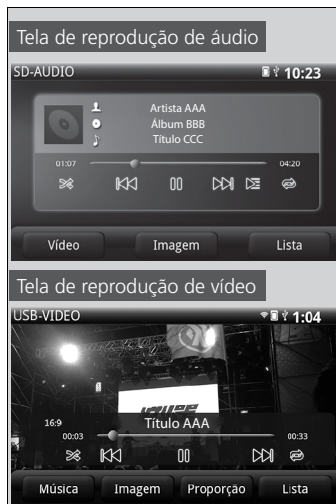 Tela de reprodução de áudio
SD-AUDIO 10:23
Artista AAA
Álbum BBB
Título CCC
01:07 04:20
Vídeo Imagem Lista
Tela de reprodução de vídeo
USB-VIDEO 1:04
16:9 Título AAA
00:03 00:33
Música Imagem Proporção Lista